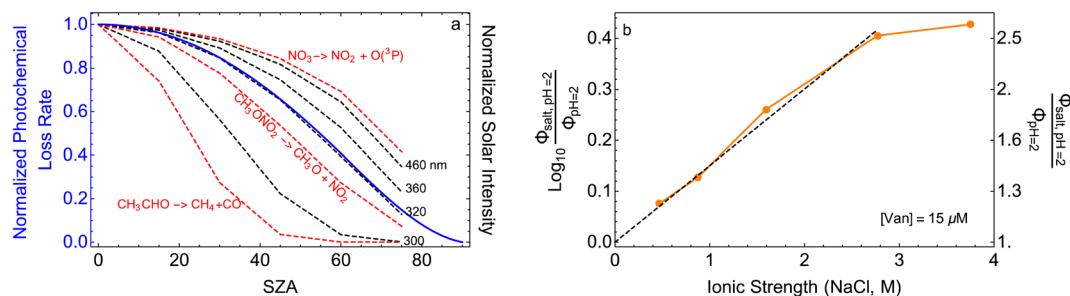 Normalized Photochemical
Loss Rate
1.0
0.8
0.6
0.4
0.2
0.0
0
20
40
60
80
SZA
a
NO3–> NO2 + O(³P)
CH3ONO2 –> CH3O + NO2
CH3CHO –> CH4 +CO
460 nm
360
320
300
Normalized Solar
Intensity
b
Log10 Φsalt, pH =2 / ΦpH=2
0.4
0.3
0.2
0.1
0.0
0
1
2
3
4
Ionic Strength (NaCl, M)
[Van] = 15 µM
2.5
2
1.6
1.3
1
Φsalt, pH =2 / ΦpH=2